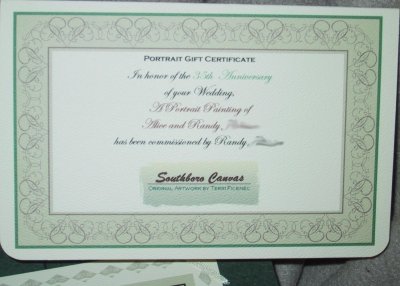 PORTRAIT GIFT CERTIFICATE
In honor of the 35th Anniversary
of your Wedding,
A Portrait Painting of
Alice and Randy
has been commissioned by Randy,
Southboro Canvas
ORIGINAL ARTWORK BY TERRI FICENEC